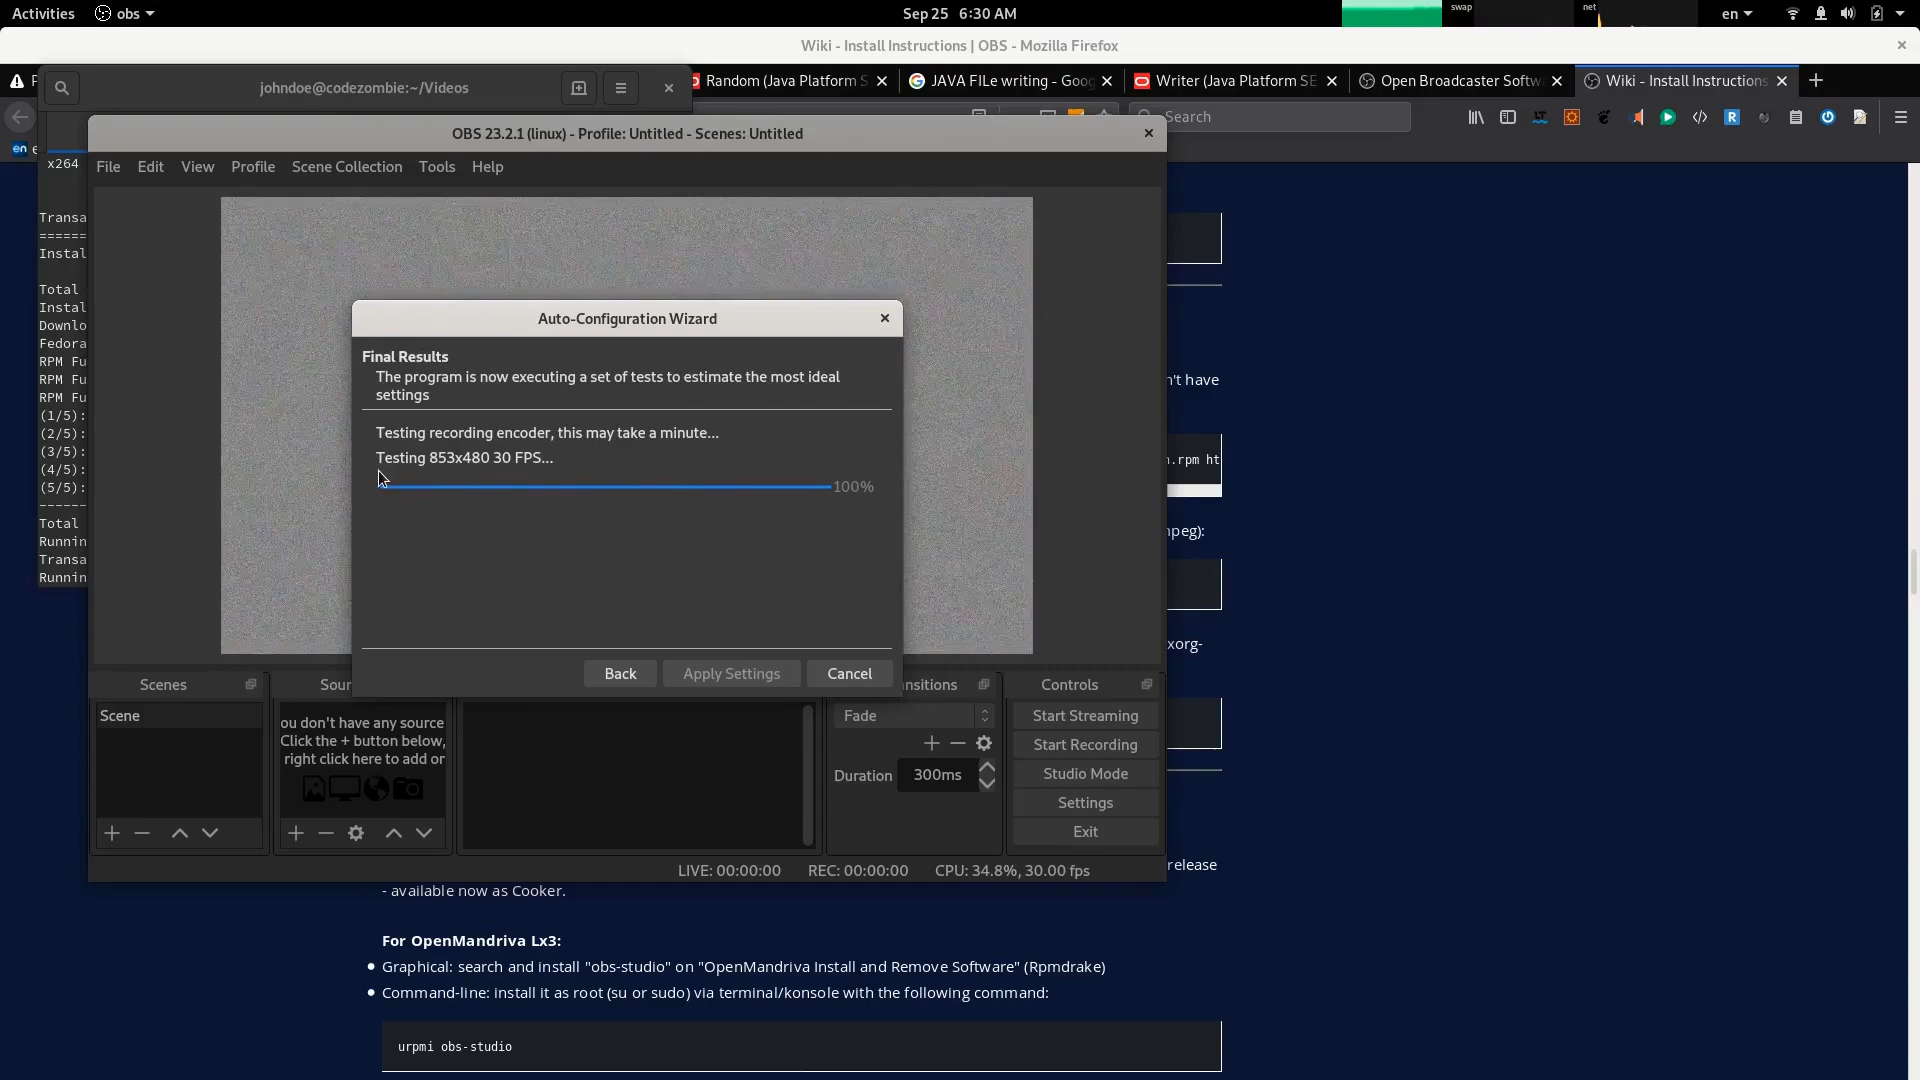 Activities
obs
Sep 25 6:30 AM
swap
net
en
Wiki - Install Instructions | OBS - Mozilla Firefox
Random (Java Platform S
JAVA FILe writing - Goog
Writer (Java Platform SE
Open Broadcaster Softw
Wiki - Install Instructions
johndoe@codezombie:~/Videos
Search
en
OBS 23.2.1 (linux) - Profile: Untitled - Scenes: Untitled
x264
File Edit View Profile Scene Collection Tools Help
Transa
======
Instal
Total
Instal
Downlo
Fedora
RPM Fu
RPM Fu
RPM Fu
(1/5):
(2/5):
(3/5):
(4/5):
(5/5):
------
Total
Runnin
Transa
Runnin
Auto-Configuration Wizard
Final Results
The program is now executing a set of tests to estimate the most ideal
settings
Testing recording encoder, this may take a minute...
Testing 853x480 30 FPS...
100%
Back
Apply Settings
Cancel
n't have
n.rpm ht
mpeg):
xorg-
Scenes
Sour
nsitions
Controls
Scene
ou don't have any source
Click the + button below,
right click here to add or
Fade
Duration 300ms
Start Streaming
Start Recording
Studio Mode
Settings
Exit
LIVE: 00:00:00
REC: 00:00:00
CPU: 34.8%, 30.00 fps
release
- available now as Cooker.
For OpenMandriva Lx3:
Graphical: search and install "obs-studio" on "OpenMandriva Install and Remove Software" (Rpmdrake)
Command-line: install it as root (su or sudo) via terminal/konsole with the following command:
urpmi obs-studio